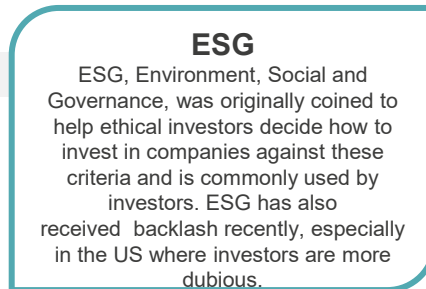 ESG
ESG, Environment, Social and
Governance, was originally coined to
help ethical investors decide how to
invest in companies against these
criteria and is commonly used by
investors. ESG has also
received  backlash recently, especially
in the US where investors are more
dubious.